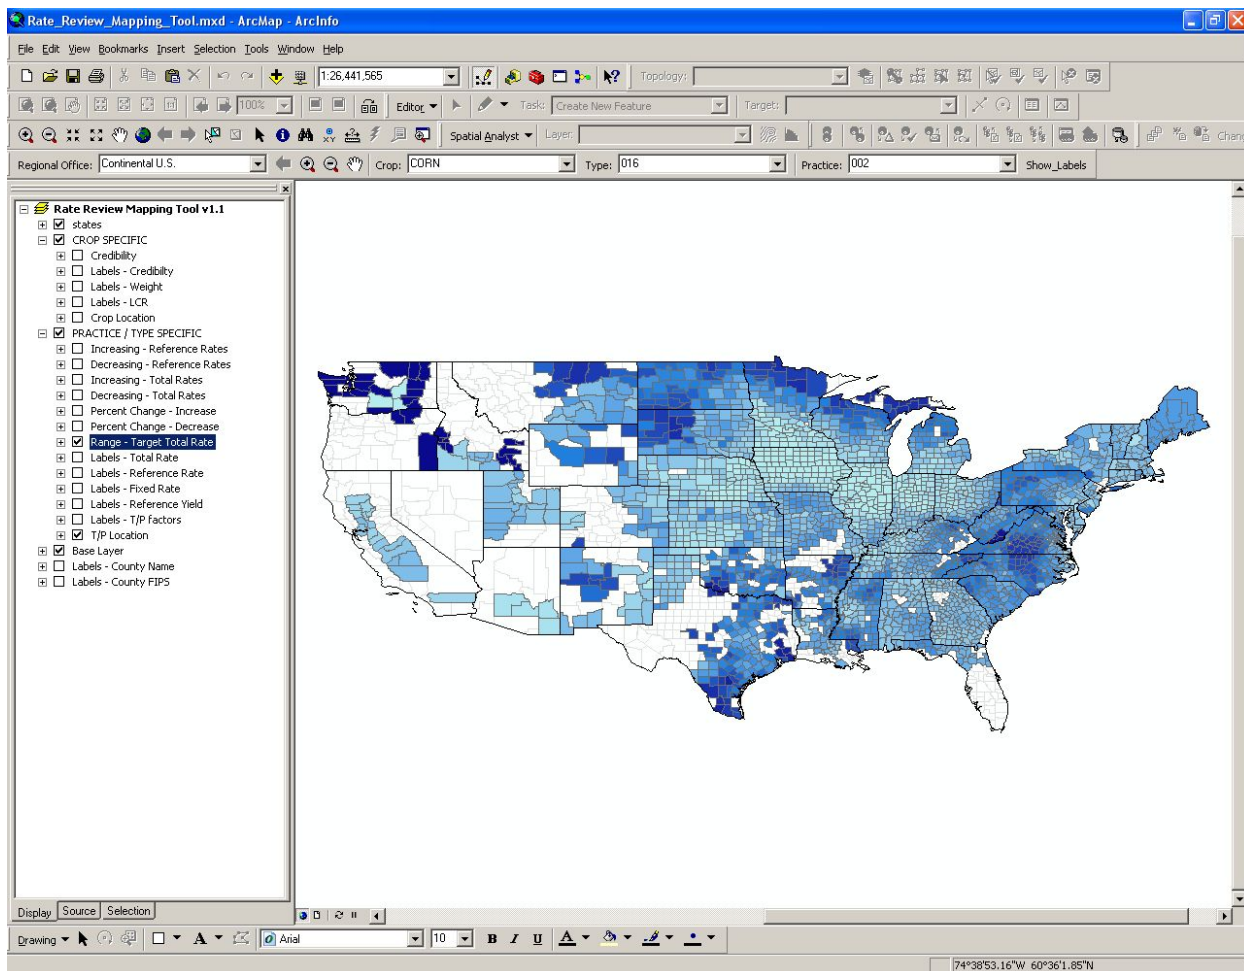 Rate_Review_Mapping_Tool.mxd - ArcMap - ArcInfo
File Edit View Bookmarks Insert Selection Tools Window Help
1:26,441,565 Topology:
100% Editor Task: Create New Feature Target:
Spatial Analyst Layer: Chang
Regional Office: Continental U.S. Crop: CORN Type: 016 Practice: 002 Show_Labels
Rate Review Mapping Tool v1.1
states
CROP SPECIFIC
Credibility
Labels - Credibilty
Labels - Weight
Labels - LCR
Crop Location
PRACTICE / TYPE SPECIFIC
Increasing - Reference Rates
Decreasing - Reference Rates
Increasing - Total Rates
Decreasing - Total Rates
Percent Change - Increase
Percent Change - Decrease
Range - Target Total Rate
Labels - Total Rate
Labels - Reference Rate
Labels - Fixed Rate
Labels - Reference Yield
Labels - T/P factors
T/P Location
Base Layer
Labels - County Name
Labels - County FIPS
Display Source Selection
Drawing A Arial 10 B I U A
74°38'53.16"W 60°36'1.85"N